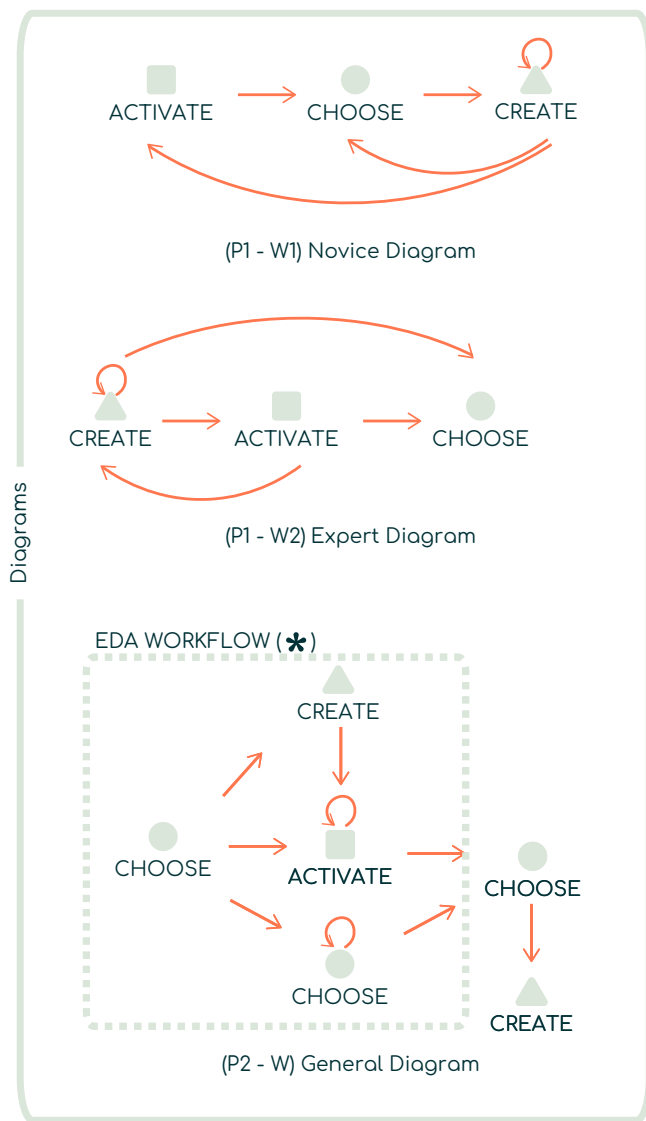 ACTIVATE
CHOOSE
CREATE
(P1 - W1) Novice Diagram
CREATE
ACTIVATE
CHOOSE
(P1 - W2) Expert Diagram
Diagrams
EDA WORKFLOW (*)
CREATE
CHOOSE
ACTIVATE
CHOOSE
CHOOSE
CREATE
(P2 - W) General Diagram